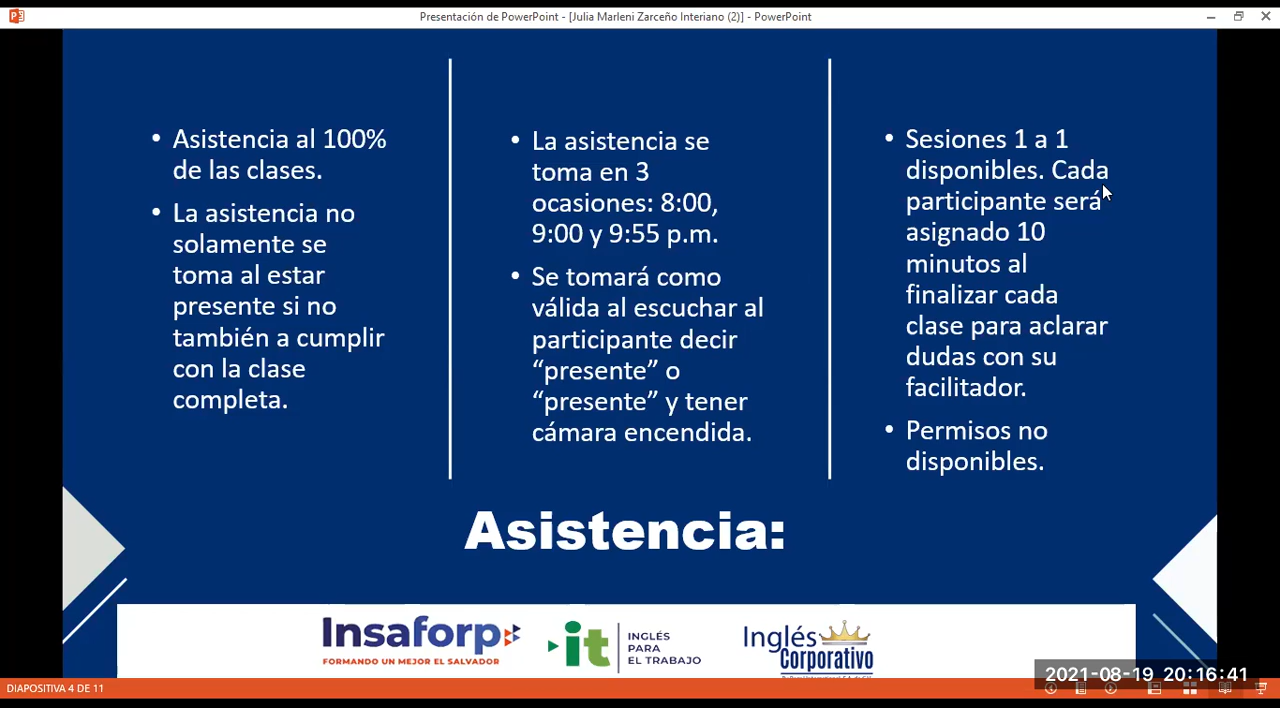 Presentación de PowerPoint - [Julia Marleni Zarceño Interiano (2)] - PowerPoint
• Asistencia al 100%
de las clases.
• La asistencia no
solamente se
toma al estar
presente si no
también a cumplir
con la clase
completa.
• La asistencia se
toma en 3
ocasiones: 8:00,
9:00 y 9:55 p.m.
• Se tomará como
válida al escuchar al
participante decir
“presente” o
“presente” y tener
cámara encendida.
• Sesiones 1 a 1
disponibles. Cada
participante será
asignado 10
minutos al
finalizar cada
clase para aclarar
dudas con su
facilitador.
• Permisos no
disponibles.
Asistencia:
Insaforp
FORMANDO UN MEJOR EL SALVADOR
it
INGLÉS
PARA
EL TRABAJO
Inglés
Corporativo
2021-08-19 20:16:41
DIAPOSITIVA 4 DE 11